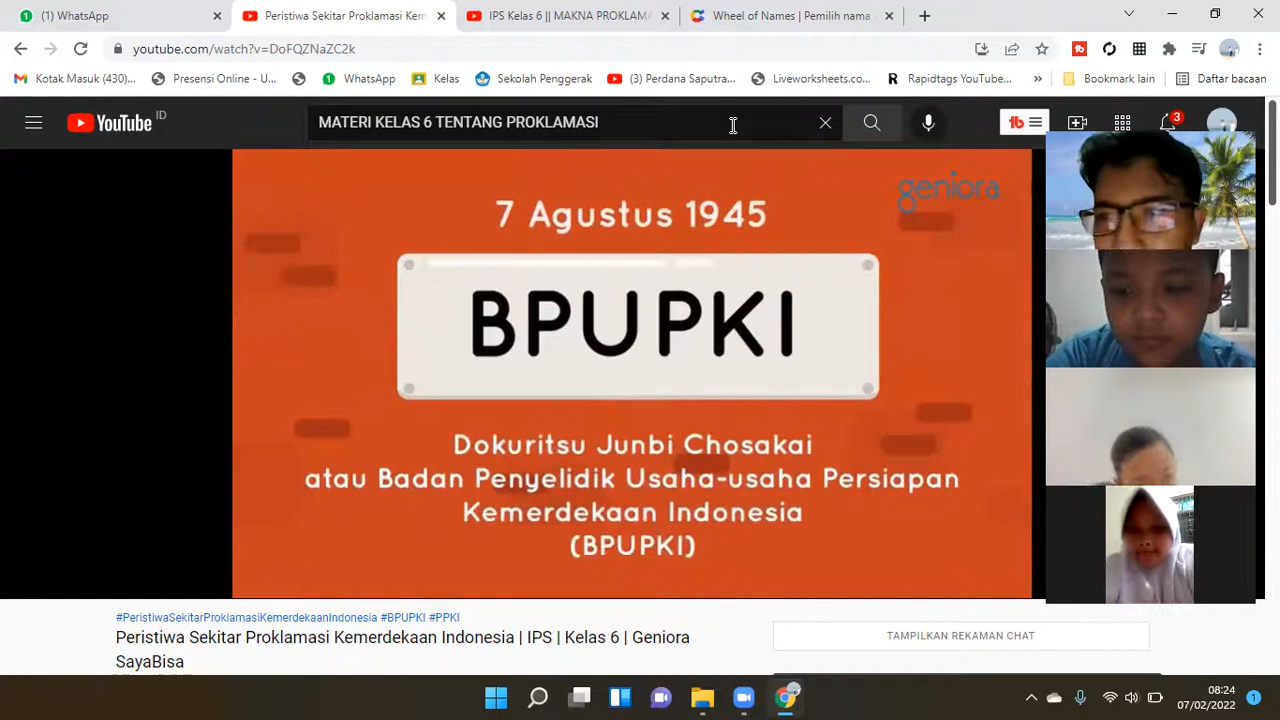 (1) WhatsApp
Peristiwa Sekitar Proklamasi Kem
IPS Kelas 6 || MAKNA PROKLAMA
Wheel of Names | Pemilih nama
youtube.com/watch?v=DoFQZNaZC2k
Kotak Masuk (430)...
Presensi Online - U...
WhatsApp
Kelas
Sekolah Penggerak
(3) Perdana Saputra...
Liveworksheets.co...
Rapidtags YouTube...
»
Bookmark lain
Daftar bacaan
YouTube ID
MATERI KELAS 6 TENTANG PROKLAMASI
3
geniora
7 Agustus 1945
BPUPKI
Dokuritsu Junbi Chosakai
atau Badan Penyelidik Usaha-usaha Persiapan
Kemerdekaan Indonesia
(BPUPKI)
#PeristiwaSekitarProklamasiKemerdekaanIndonesia #BPUPKI #PPKI
Peristiwa Sekitar Proklamasi Kemerdekaan Indonesia | IPS | Kelas 6 | Geniora
SayaBisa
TAMPILKAN REKAMAN CHAT
08:24
07/02/2022
1